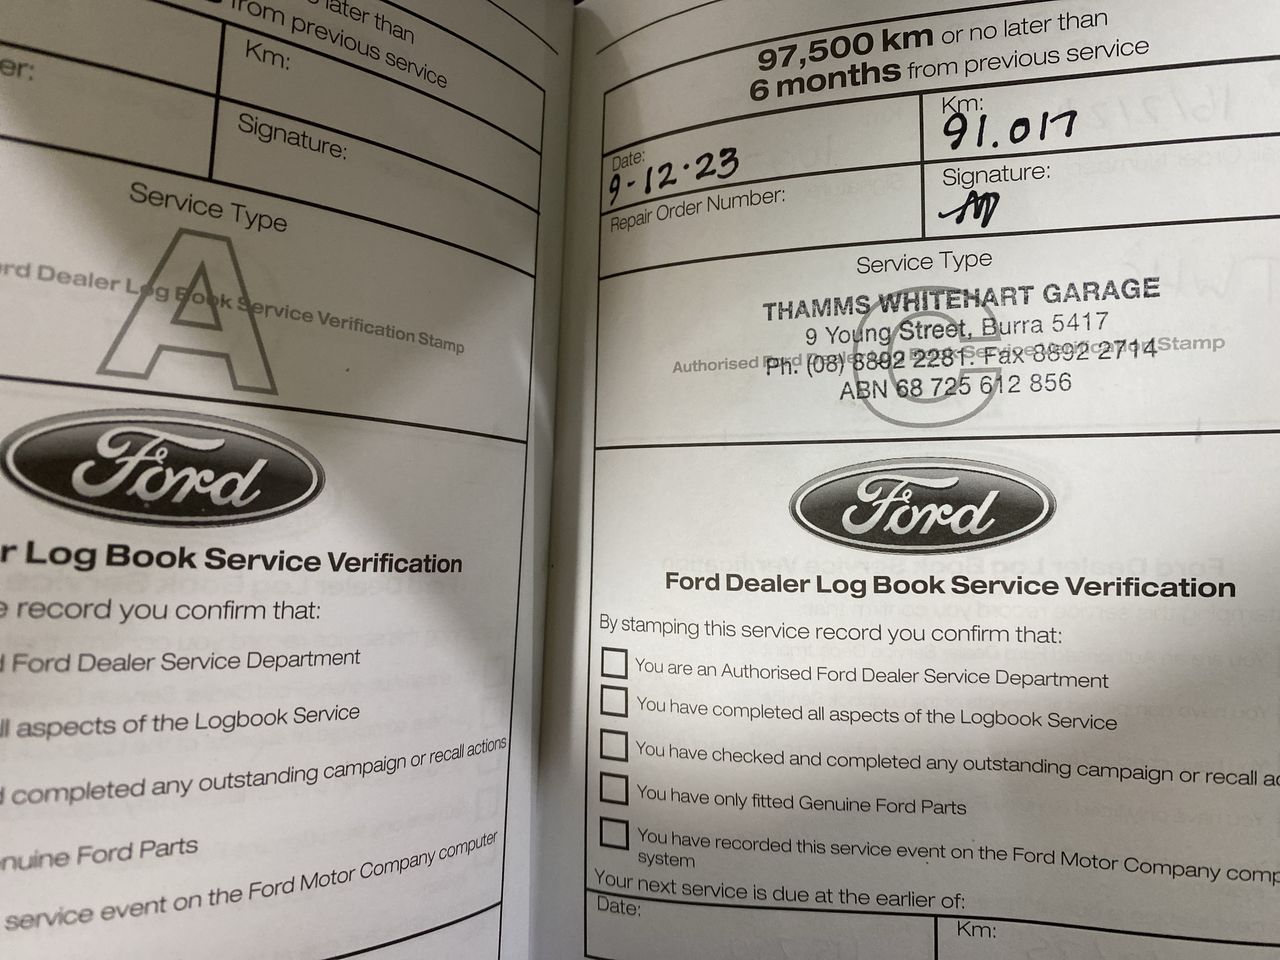 later than
from previous service
er:
Km:
Signature:
Service Type
A
rd Dealer Log Book Service Verification Stamp
Ford
r Log Book Service Verification
e record you confirm that:
d Ford Dealer Service Department
ll aspects of the Logbook Service
d completed any outstanding campaign or recall actions
nuine Ford Parts
service event on the Ford Motor Company computer
97,500 km or no later than
6 months from previous service
Date:
9-12-23
Km:
91.017
Repair Order Number:
Signature:
Service Type
C
THAMMS WHITEHART GARAGE
9 Young Street, Burra 5417
Authorised Ford Dealer Log Book Service Verification Stamp
Ph: (08) 8892 2281. Fax 8892 2714
ABN 68 725 612 856
Ford
Ford Dealer Log Book Service Verification
By stamping this service record you confirm that:
You are an Authorised Ford Dealer Service Department
You have completed all aspects of the Logbook Service
You have checked and completed any outstanding campaign or recall ac
You have only fitted Genuine Ford Parts
You have recorded this service event on the Ford Motor Company comp
system
Your next service is due at the earlier of:
Date:
Km: